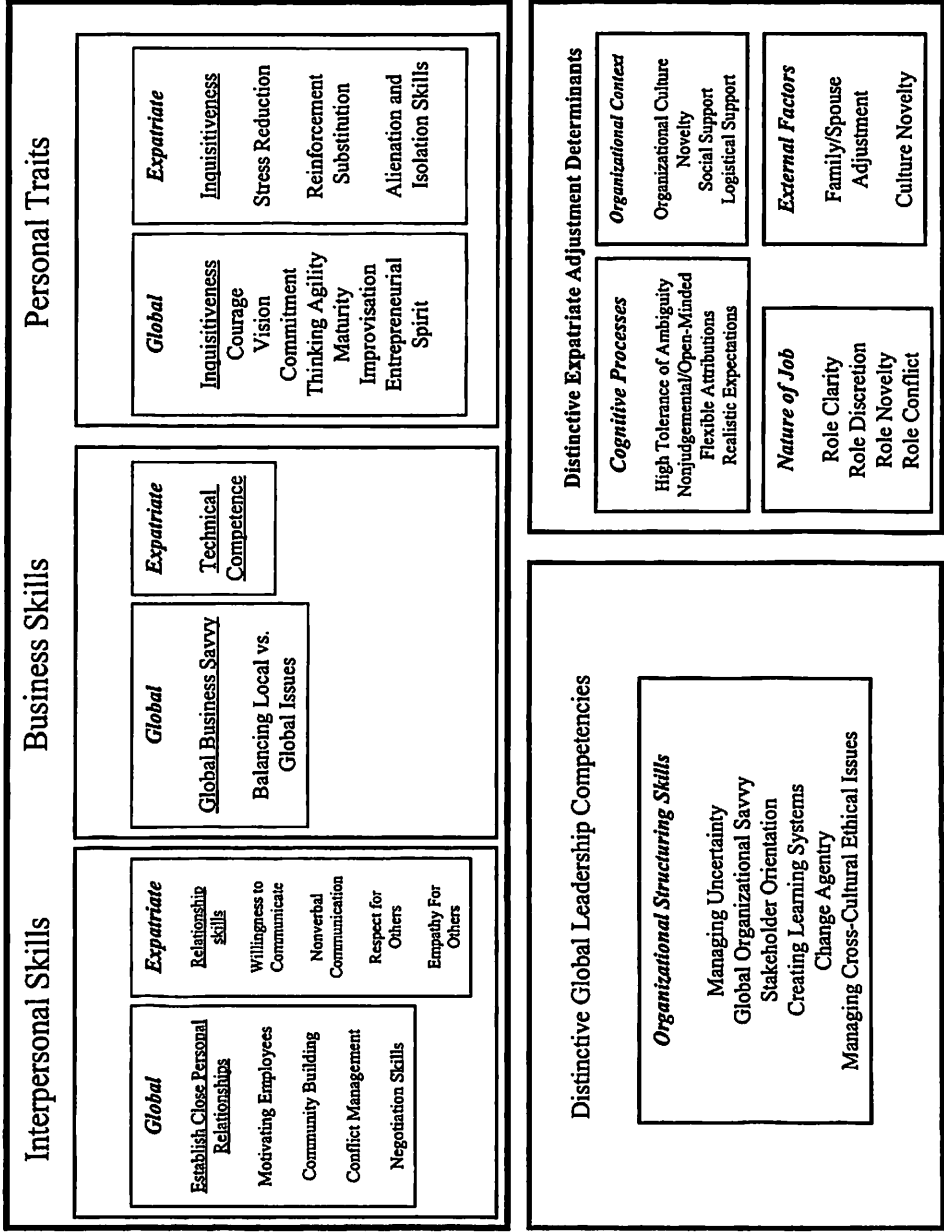 Interpersonal Skills
Global
Establish Close Personal
Relationships
Motivating Employees
Community Building
Conflict Management
Negotiation Skills
Expatriate
Relationship
skills
Willingness to
Communicate
Nonverbal
Communication
Respect for
Others
Empathy For
Others
Business Skills
Global
Global Business Savvy
Balancing Local vs.
Global Issues
Expatriate
Technical
Competence
Personal Traits
Global
Inquisitiveness
Courage
Vision
Commitment
Thinking Agility
Maturity
Improvisation
Entrepreneurial
Spirit
Expatriate
Inquisitiveness
Stress Reduction
Reinforcement
Substitution
Alienation and
Isolation Skills
Distinctive Global Leadership Competencies
Organizational Structuring Skills
Managing Uncertainty
Global Organizational Savvy
Stakeholder Orientation
Creating Learning Systems
Change Agentry
Managing Cross-Cultural Ethical Issues
Distinctive Expatriate Adjustment Determinants
Cognitive Processes
High Tolerance of Ambiguity
Nonjudgemental/Open-Minded
Flexible Attributions
Realistic Expectations
Organizational Context
Organizational Culture
Novelty
Social Support
Logistical Support
Nature of Job
Role Clarity
Role Discretion
Role Novelty
Role Conflict
External Factors
Family/Spouse
Adjustment
Culture Novelty